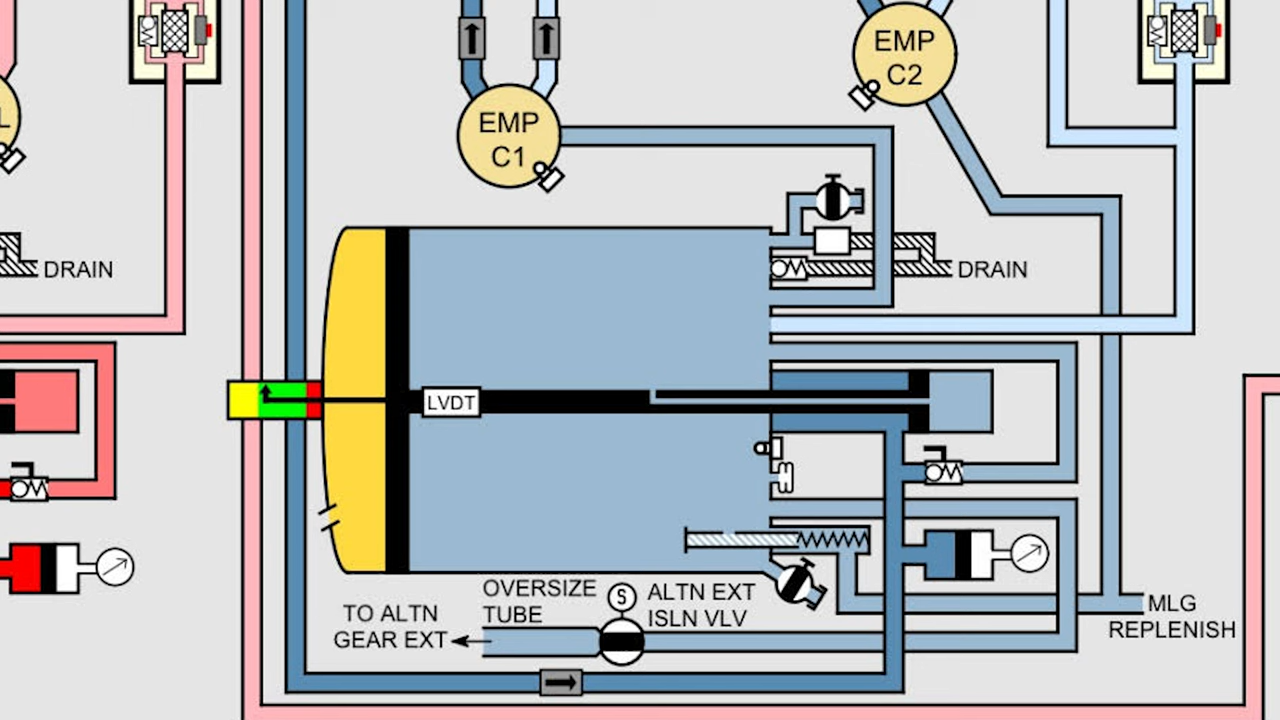 EMP
C1
EMP
C2
L
DRAIN
DRAIN
LVDT
OVERSIZE
TUBE
S
ALTN EXT
ISLN VLV
TO ALTN
GEAR EXT
MLG
REPLENISH